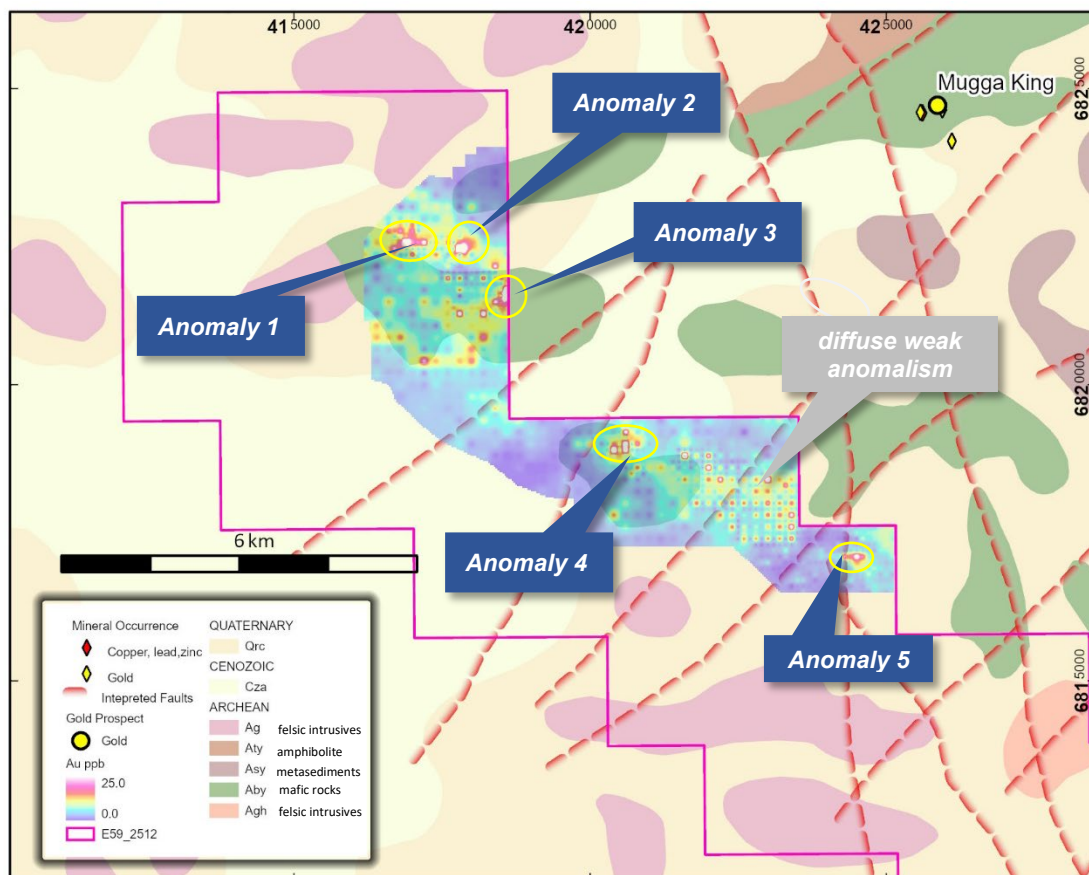 415000
420000
425000
6825000
Mugga King
Anomaly 2
Anomaly 3
Anomaly 1
diffuse weak
anomalism
6820000
Anomaly 4
6 km
Anomaly 5
6815000
Mineral Occurrence
Copper, lead,zinc
Gold
Intepreted Faults
Gold Prospect
Gold
Au ppb
25.0
0.0
E59_2512
QUATERNARY
Qrc
CENOZOIC
Cza
ARCHEAN
Ag felsic intrusives
Aty amphibolite
Asy metasediments
Aby mafic rocks
Agh felsic intrusives